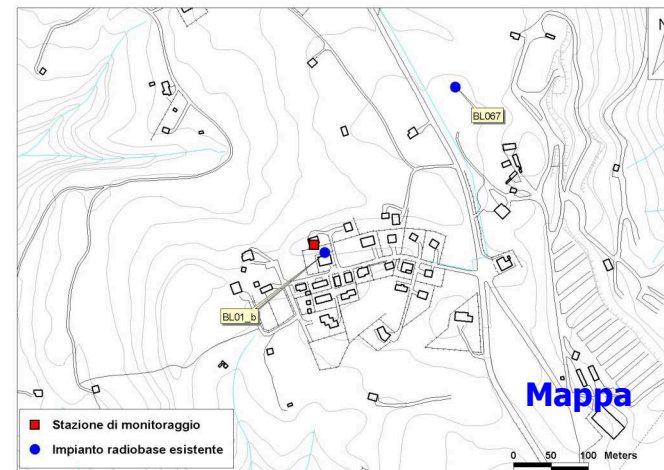 N
BL067
BL01_b
Mappa
Stazione di monitoraggio
Impianto radiobase esistente
0 50 100 Meters